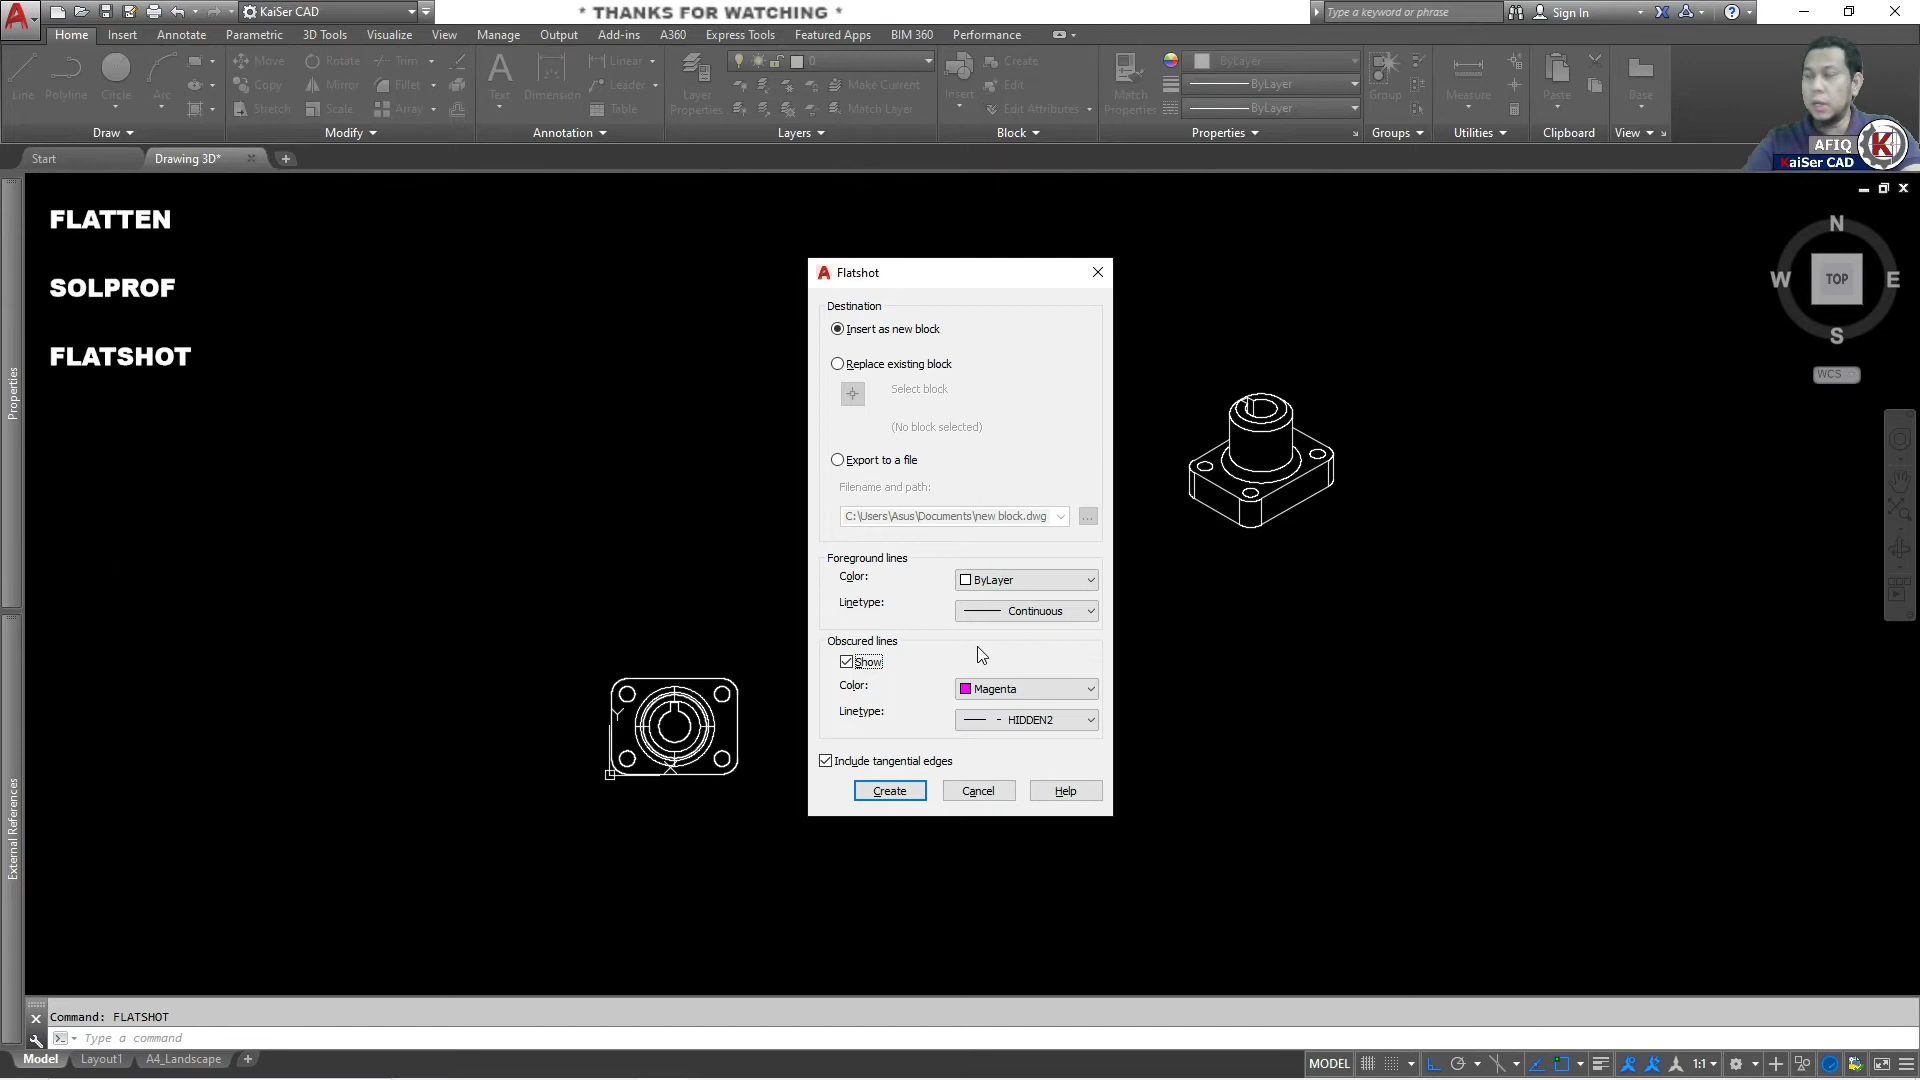 KaiSer CAD
* THANKS FOR WATCHING *
Type a keyword or phrase
Sign In
Home Insert Annotate Parametric 3D Tools Visualize View Manage Output Add-ins A360 Express Tools Featured Apps BIM 360 Performance
Line Polyline Circle Arc
Move Rotate Trim
Copy Mirror Fillet
Stretch Scale Array
Text Dimension
Linear
Leader
Table
Layer Properties
0
Make Current
Match Layer
Insert
Create
Edit
Edit Attributes
Match Properties
ByLayer
ByLayer
ByLayer
Group
Measure
Paste
Base
Draw Modify Annotation Layers Block Properties Groups Utilities Clipboard View
AFIQ
KaiSer CAD
K
Start
Drawing 3D*
FLATTEN
SOLPROF
FLATSHOT
Properties
External References
Flatshot
Destination
Insert as new block
Replace existing block
Select block
(No block selected)
Export to a file
Filename and path:
C:\Users\Asus\Documents\new block.dwg
...
Foreground lines
Color:
ByLayer
Linetype:
Continuous
Obscured lines
Show
Color:
Magenta
Linetype:
HIDDEN2
Include tangential edges
Create
Cancel
Help
Y
X
N
W
TOP
E
S
WCS
Command: FLATSHOT
Type a command
Model Layout1 A4_Landscape
MODEL
1:1